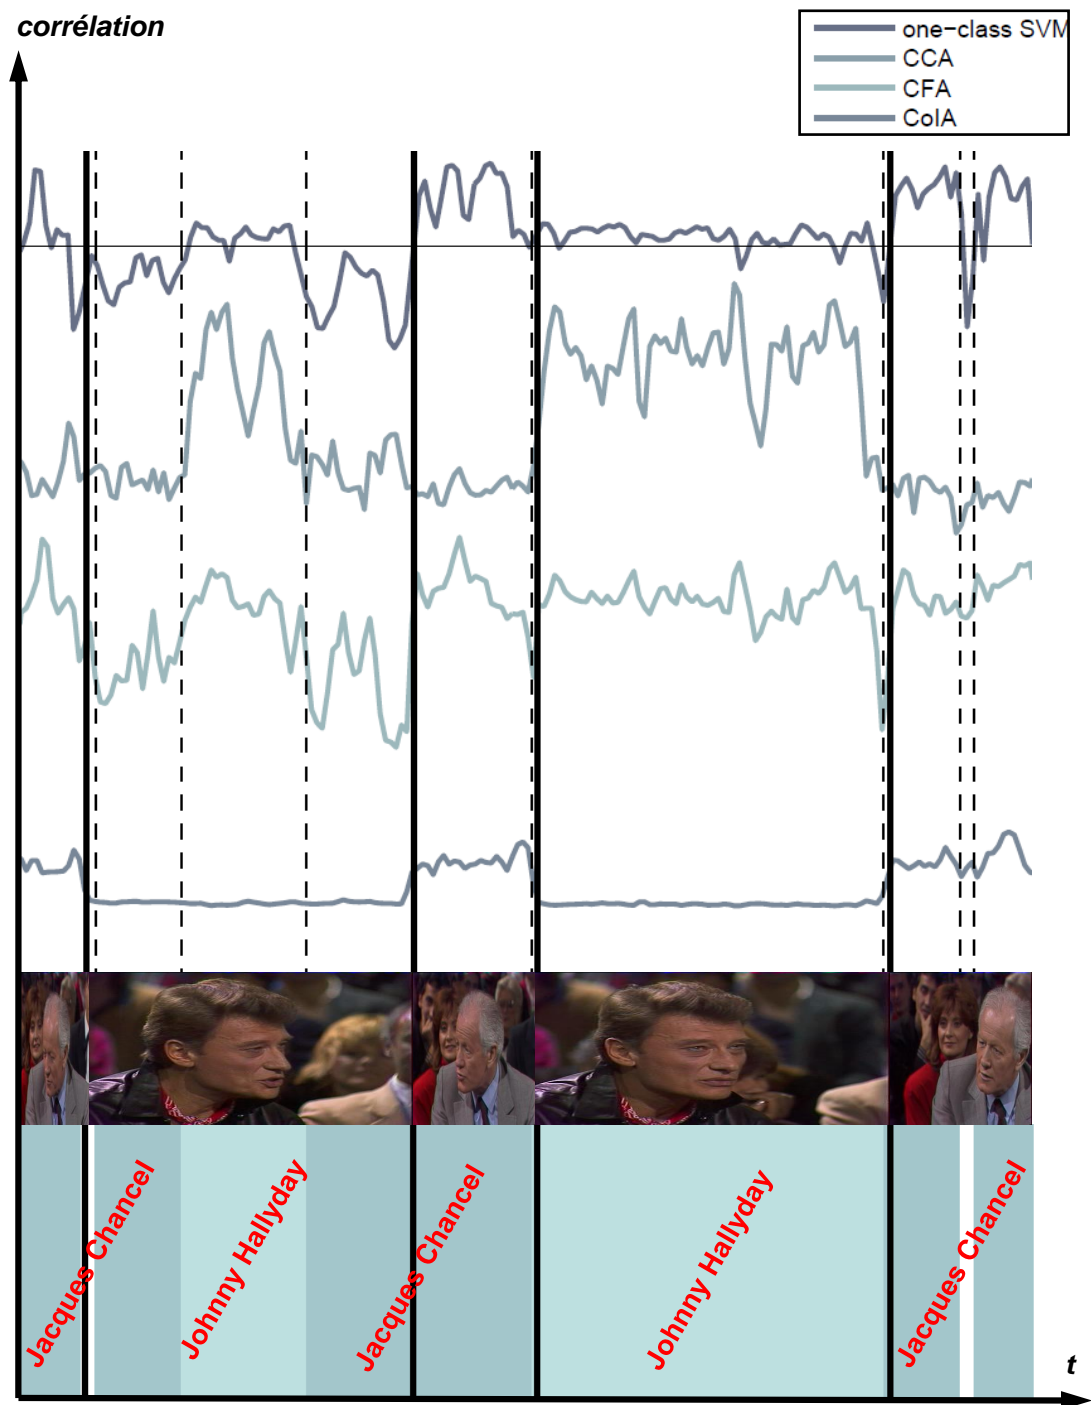 corrélation
one-class SVM
CCA
CFA
CoIA
Jacques Chancel
Johnny Hallyday
Jacques Chancel
Johnny Hallyday
Jacques Chancel
t